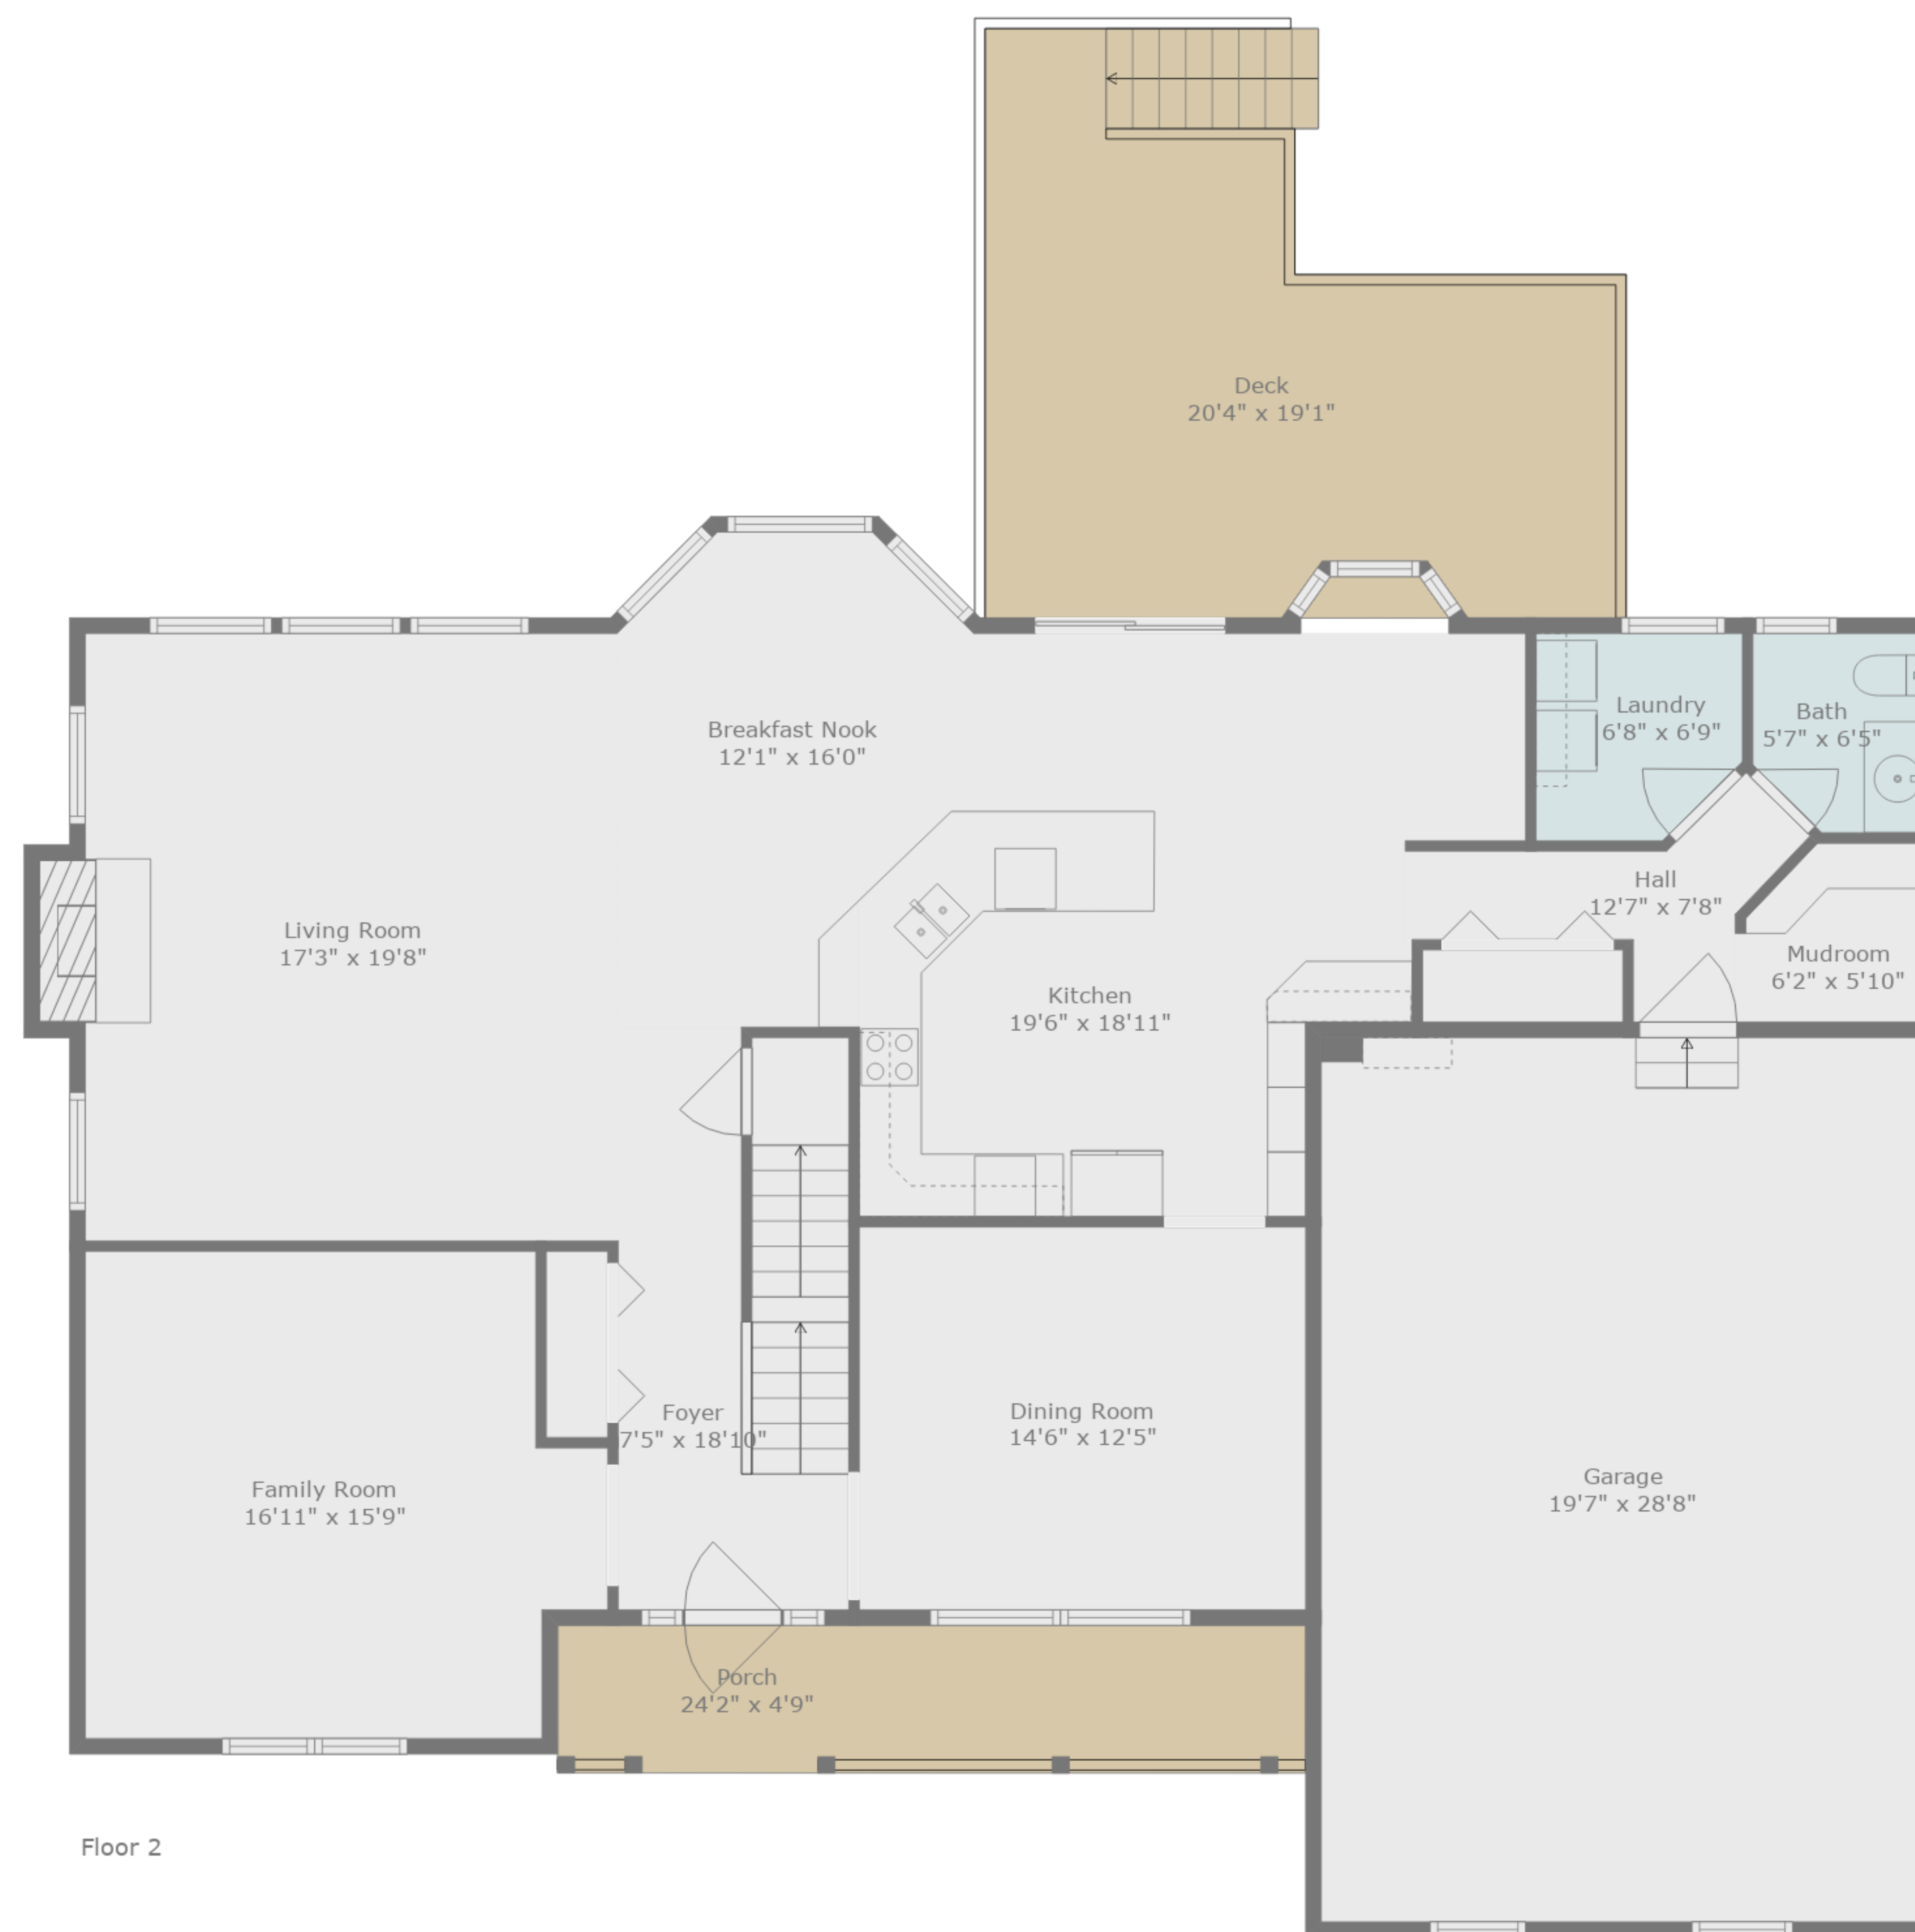 Deck
20'4" x 19'1"
Breakfast Nook
12'1" x 16'0"
Laundry
6'8" x 6'9"
Bath
5'7" x 6'5"
Hall
12'7" x 7'8"
Living Room
17'3" x 19'8"
Mudroom
6'2" x 5'10"
Kitchen
19'6" x 18'11"
Foyer
7'5" x 18'10"
Dining Room
14'6" x 12'5"
Family Room
16'11" x 15'9"
Garage
19'7" x 28'8"
Porch
24'2" x 4'9"
Floor 2